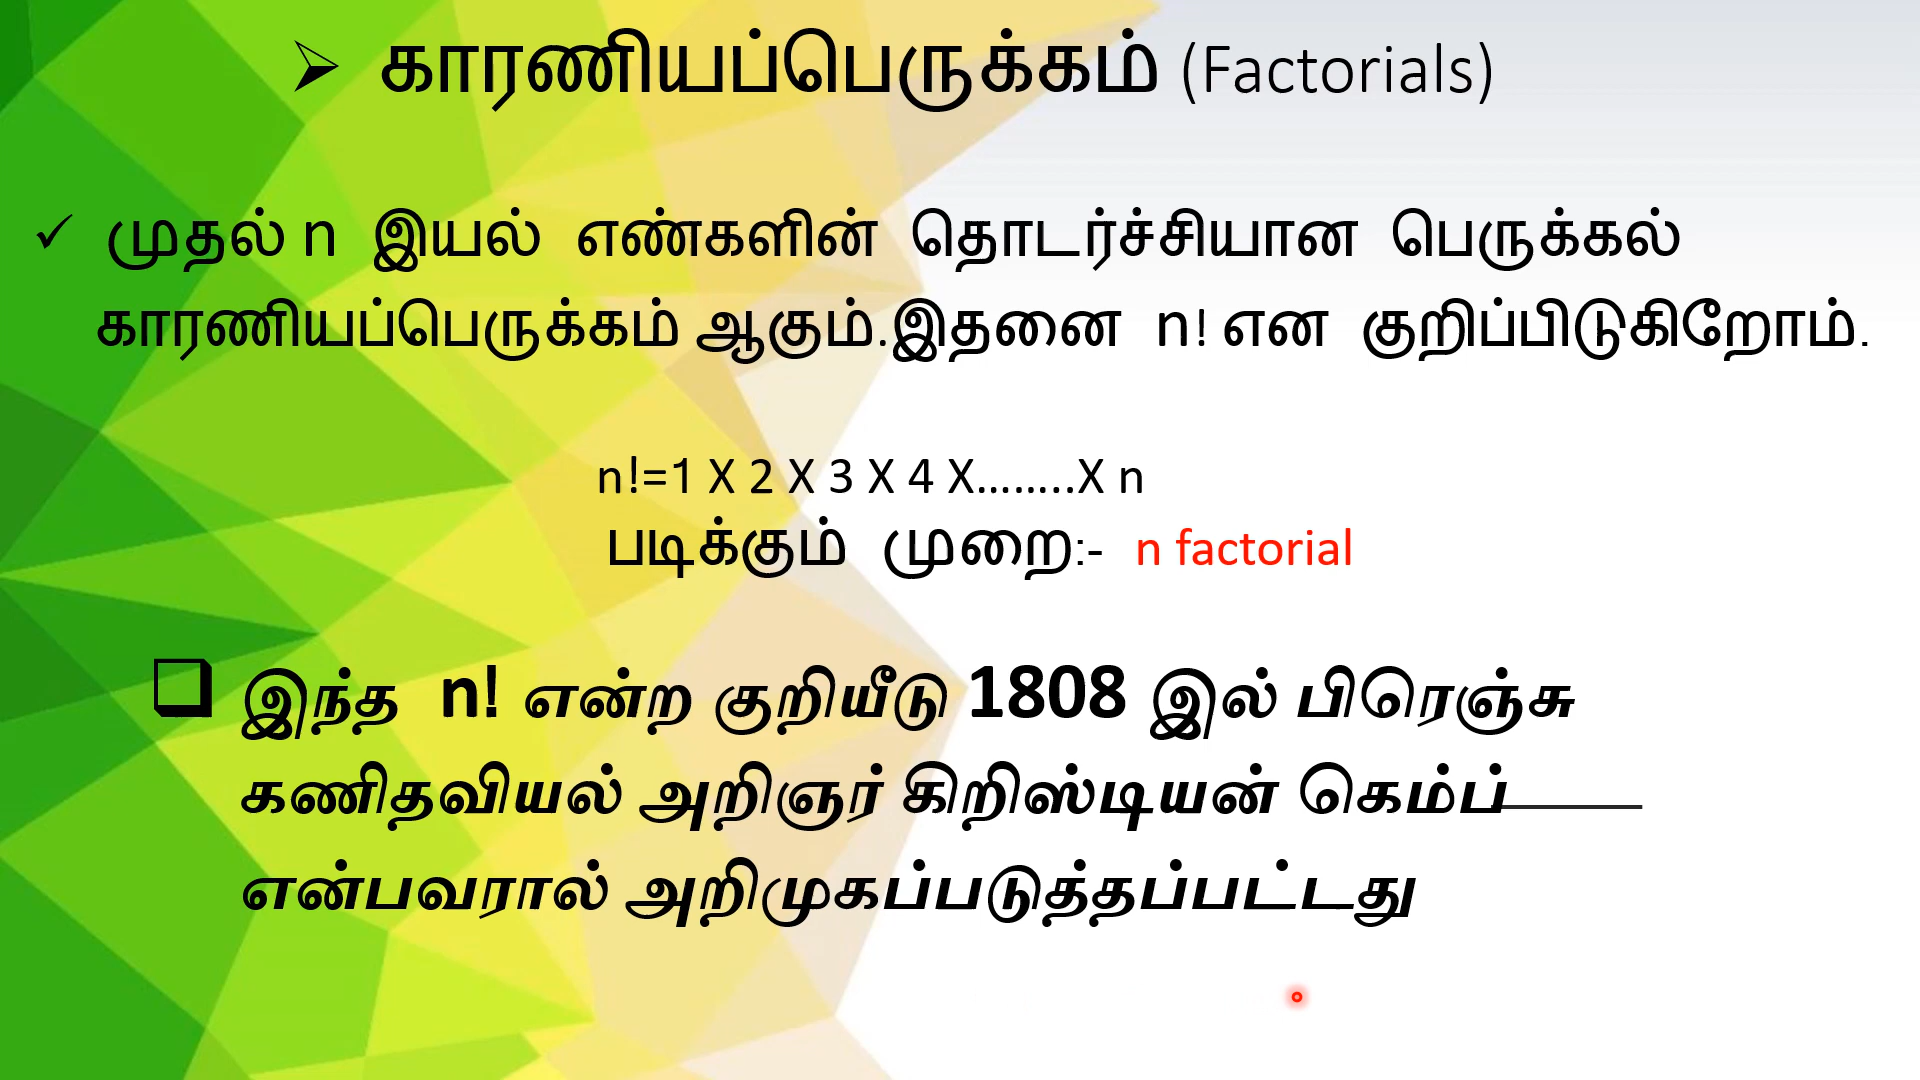 ➢ காரணியப்பெருக்கம் (Factorials)
✓ முதல் n இயல் எண்களின் தொடர்ச்சியான பெருக்கல்
காரணியப்பெருக்கம் ஆகும்.இதனை n! என குறிப்பிடுகிறோம்.
n!=1 X 2 X 3 X 4 X........X n
படிக்கும் முறை:- n factorial
❑ இந்த n! என்ற குறியீடு 1808 இல் பிரெஞ்சு
கணிதவியல் அறிஞர் கிறிஸ்டியன் கெம்ப்
என்பவரால் அறிமுகப்படுத்தப்பட்டது